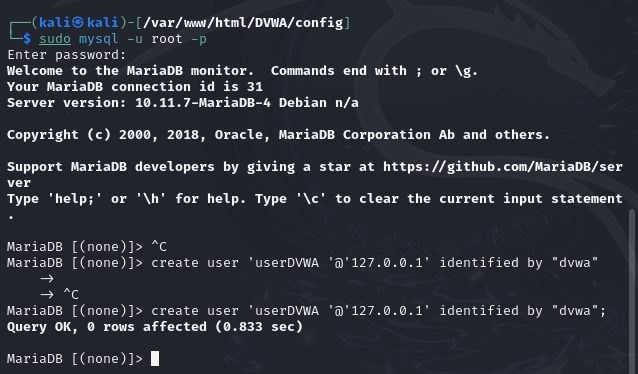 ┌──(kali㉿kali)-[/var/www/html/DVWA/config]
└─$ sudo mysql -u root -p
Enter password:
Welcome to the MariaDB monitor.  Commands end with ; or \g.
Your MariaDB connection id is 31
Server version: 10.11.7-MariaDB-4 Debian n/a

Copyright (c) 2000, 2018, Oracle, MariaDB Corporation Ab and others.

Support MariaDB developers by giving a star at https://github.com/MariaDB/ser
ver
Type 'help;' or '\h' for help. Type '\c' to clear the current input statement
.

MariaDB [(none)]> ^C
MariaDB [(none)]> create user 'userDVWA '@'127.0.0.1' identified by "dvwa"
    ->
    -> ^C
MariaDB [(none)]> create user 'userDVWA '@'127.0.0.1' identified by "dvwa";
Query OK, 0 rows affected (0.833 sec)

MariaDB [(none)]>